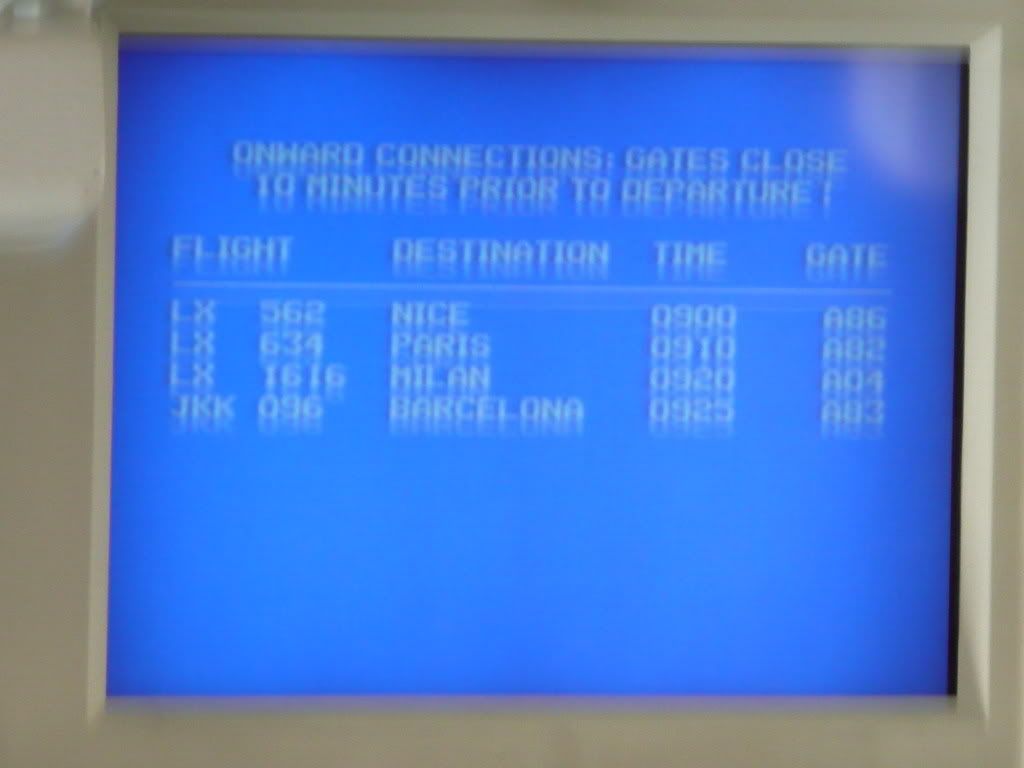 ONWARD CONNECTIONS: GATES CLOSE
10 MINUTES PRIOR TO DEPARTURE!
FLIGHT DESTINATION TIME GATE
LX 562 NICE 0900 A86
LX 634 PARIS 0910 A82
LX 1616 MILAN 0920 A04
JKK 096 BARCELONA 0925 A83